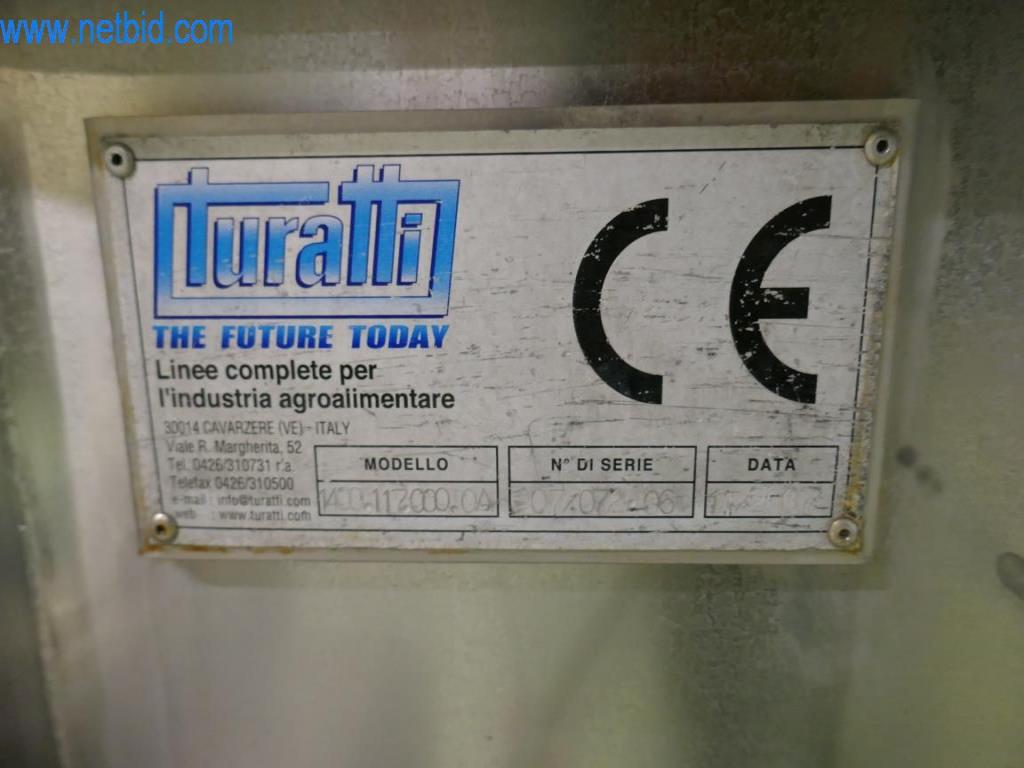 www.netbid.com
turatti
CE
THE FUTURE TODAY
Linee complete per
l'industria agroalimentare
30014 CAVARZERE (VE) - ITALY
Viale R. Margherita, 52
Tel. 0426/310731 r.a.
Telefax 0426/310500
e-mail : info@turatti.com
web : www.turatti.com
MODELLO
N° DI SERIE
DATA